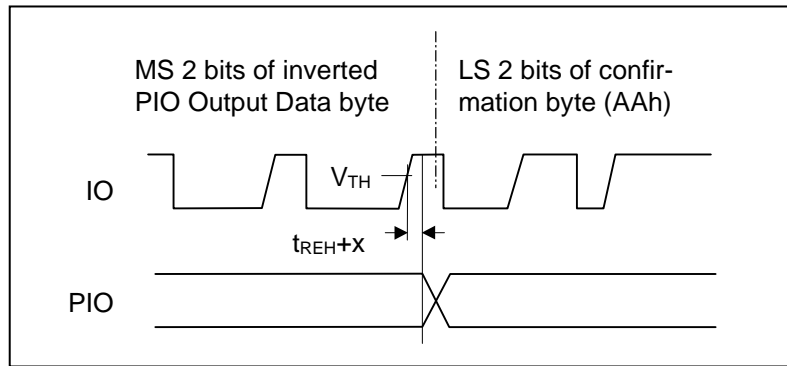 MS 2 bits of inverted
PIO Output Data byte
LS 2 bits of confir-
mation byte (AAh)
IO
VTH
tREH+x
PIO